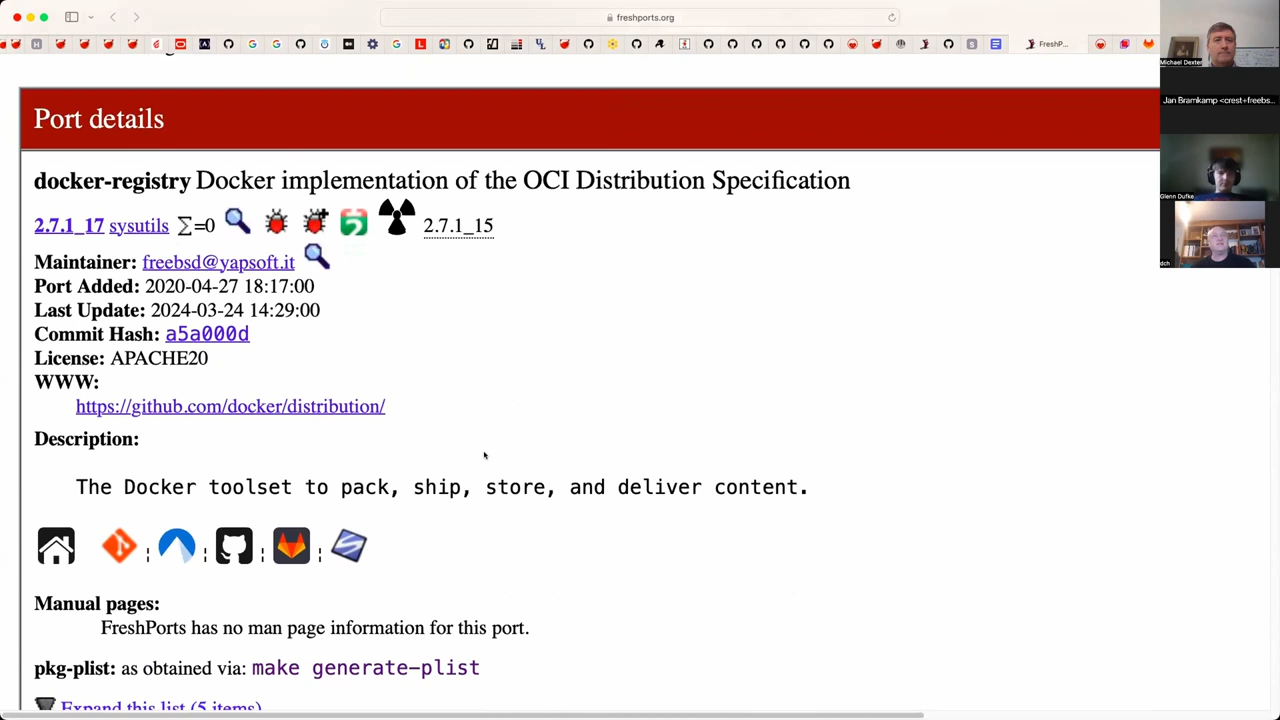 freshports.org
FreshP...
Port details
docker-registry Docker implementation of the OCI Distribution Specification
2.7.1_17 sysutils ∑=0 2.7.1_15
Maintainer: freebsd@yapsoft.it
Port Added: 2020-04-27 18:17:00
Last Update: 2024-03-24 14:29:00
Commit Hash: a5a000d
License: APACHE20
WWW:
https://github.com/docker/distribution/
Description:
The Docker toolset to pack, ship, store, and deliver content.
¦ ¦ ¦ ¦
Manual pages:
FreshPorts has no man page information for this port.
pkg-plist: as obtained via: make generate-plist
Expand this list (5 items)
Michael Dexter
Jan Bramkamp <crest+freebs...
Glenn Dufke
dch